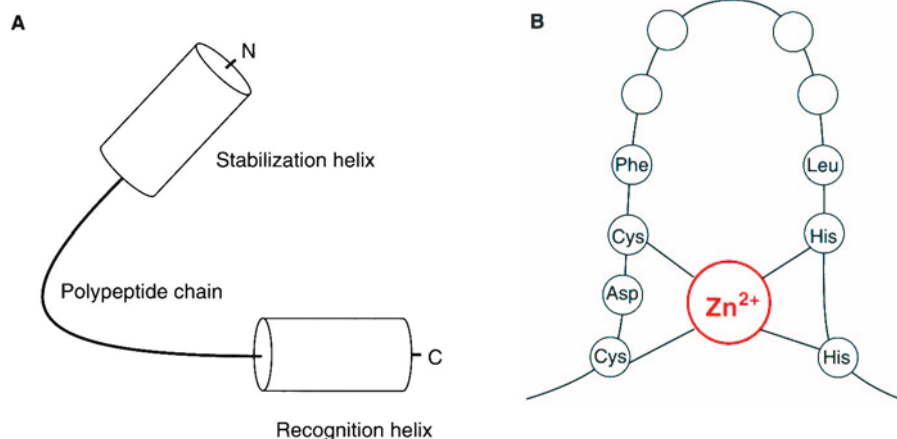 A
N
Stabilization helix
Polypeptide chain
C
Recognition helix
B
Phe
Leu
Cys
His
Asp
Zn²⁺
Cys
His